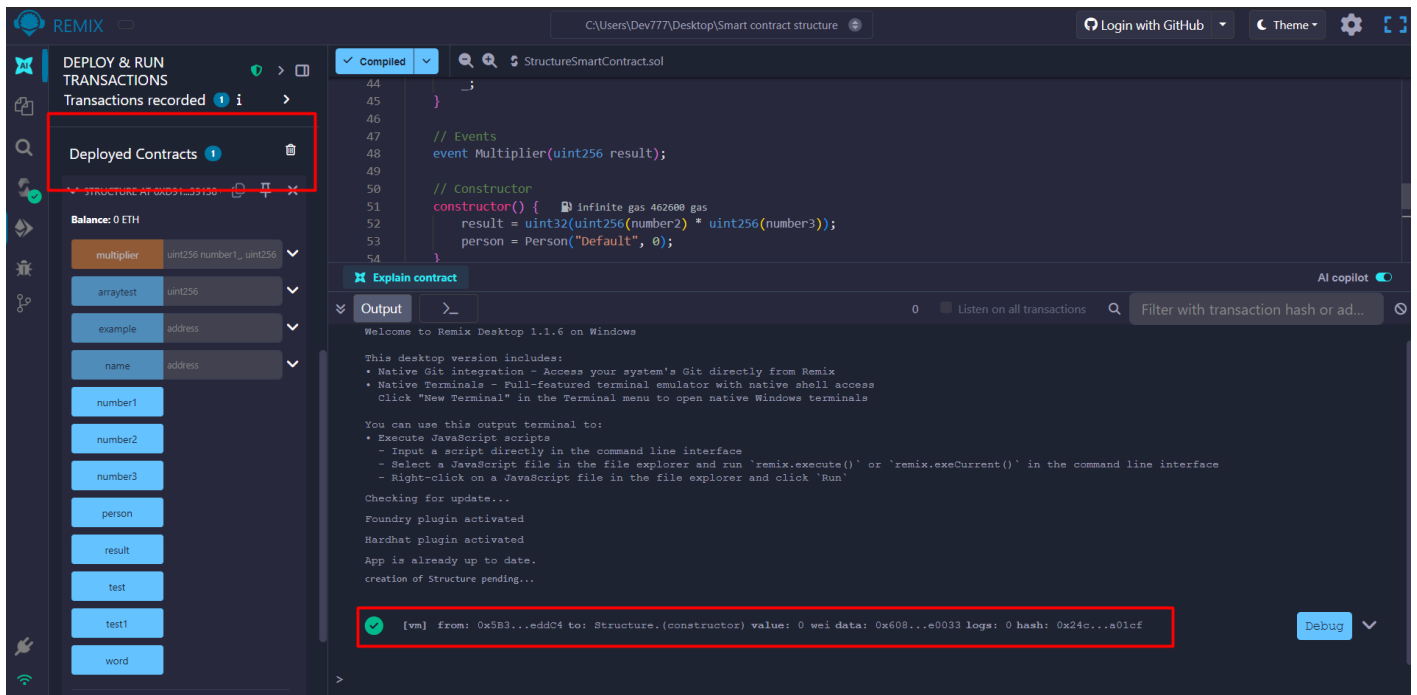 REMIX
C:\Users\Dev777\Desktop\Smart contract structure
Login with GitHub
Theme
DEPLOY & RUN
TRANSACTIONS
Transactions recorded 1 i
Deployed Contracts 1
Balance: 0 ETH
multiplier uint256 number1_, uint256
arraytest uint256
example address
name address
number1
number2
number3
person
result
test
test1
word
Compiled
StructureSmartContract.sol
44 _;
45 }
46
47 // Events
48 event Multiplier(uint256 result);
49
50 // Constructor
51 constructor() { infinite gas 462600 gas
52 result = uint32(uint256(number2) * uint256(number3));
53 person = Person("Default", 0);
54 }
Explain contract
AI copilot
Output >_
0 Listen on all transactions Filter with transaction hash or ad...
Welcome to Remix Desktop 1.1.6 on Windows
This desktop version includes:
• Native Git integration - Access your system's Git directly from Remix
• Native Terminals - Full-featured terminal emulator with native shell access
Click "New Terminal" in the Terminal menu to open native Windows terminals
You can use this output terminal to:
• Execute JavaScript scripts
- Input a script directly in the command line interface
- Select a JavaScript file in the file explorer and run `remix.execute()` or `remix.exeCurrent()` in the command line interface
- Right-click on a JavaScript file in the file explorer and click `Run`
Checking for update...
Foundry plugin activated
Hardhat plugin activated
App is already up to date.
creation of Structure pending...
[vm] from: 0x5B3...eddC4 to: Structure.(constructor) value: 0 wei data: 0x608...e0033 logs: 0 hash: 0x24c...a01cf
Debug
>